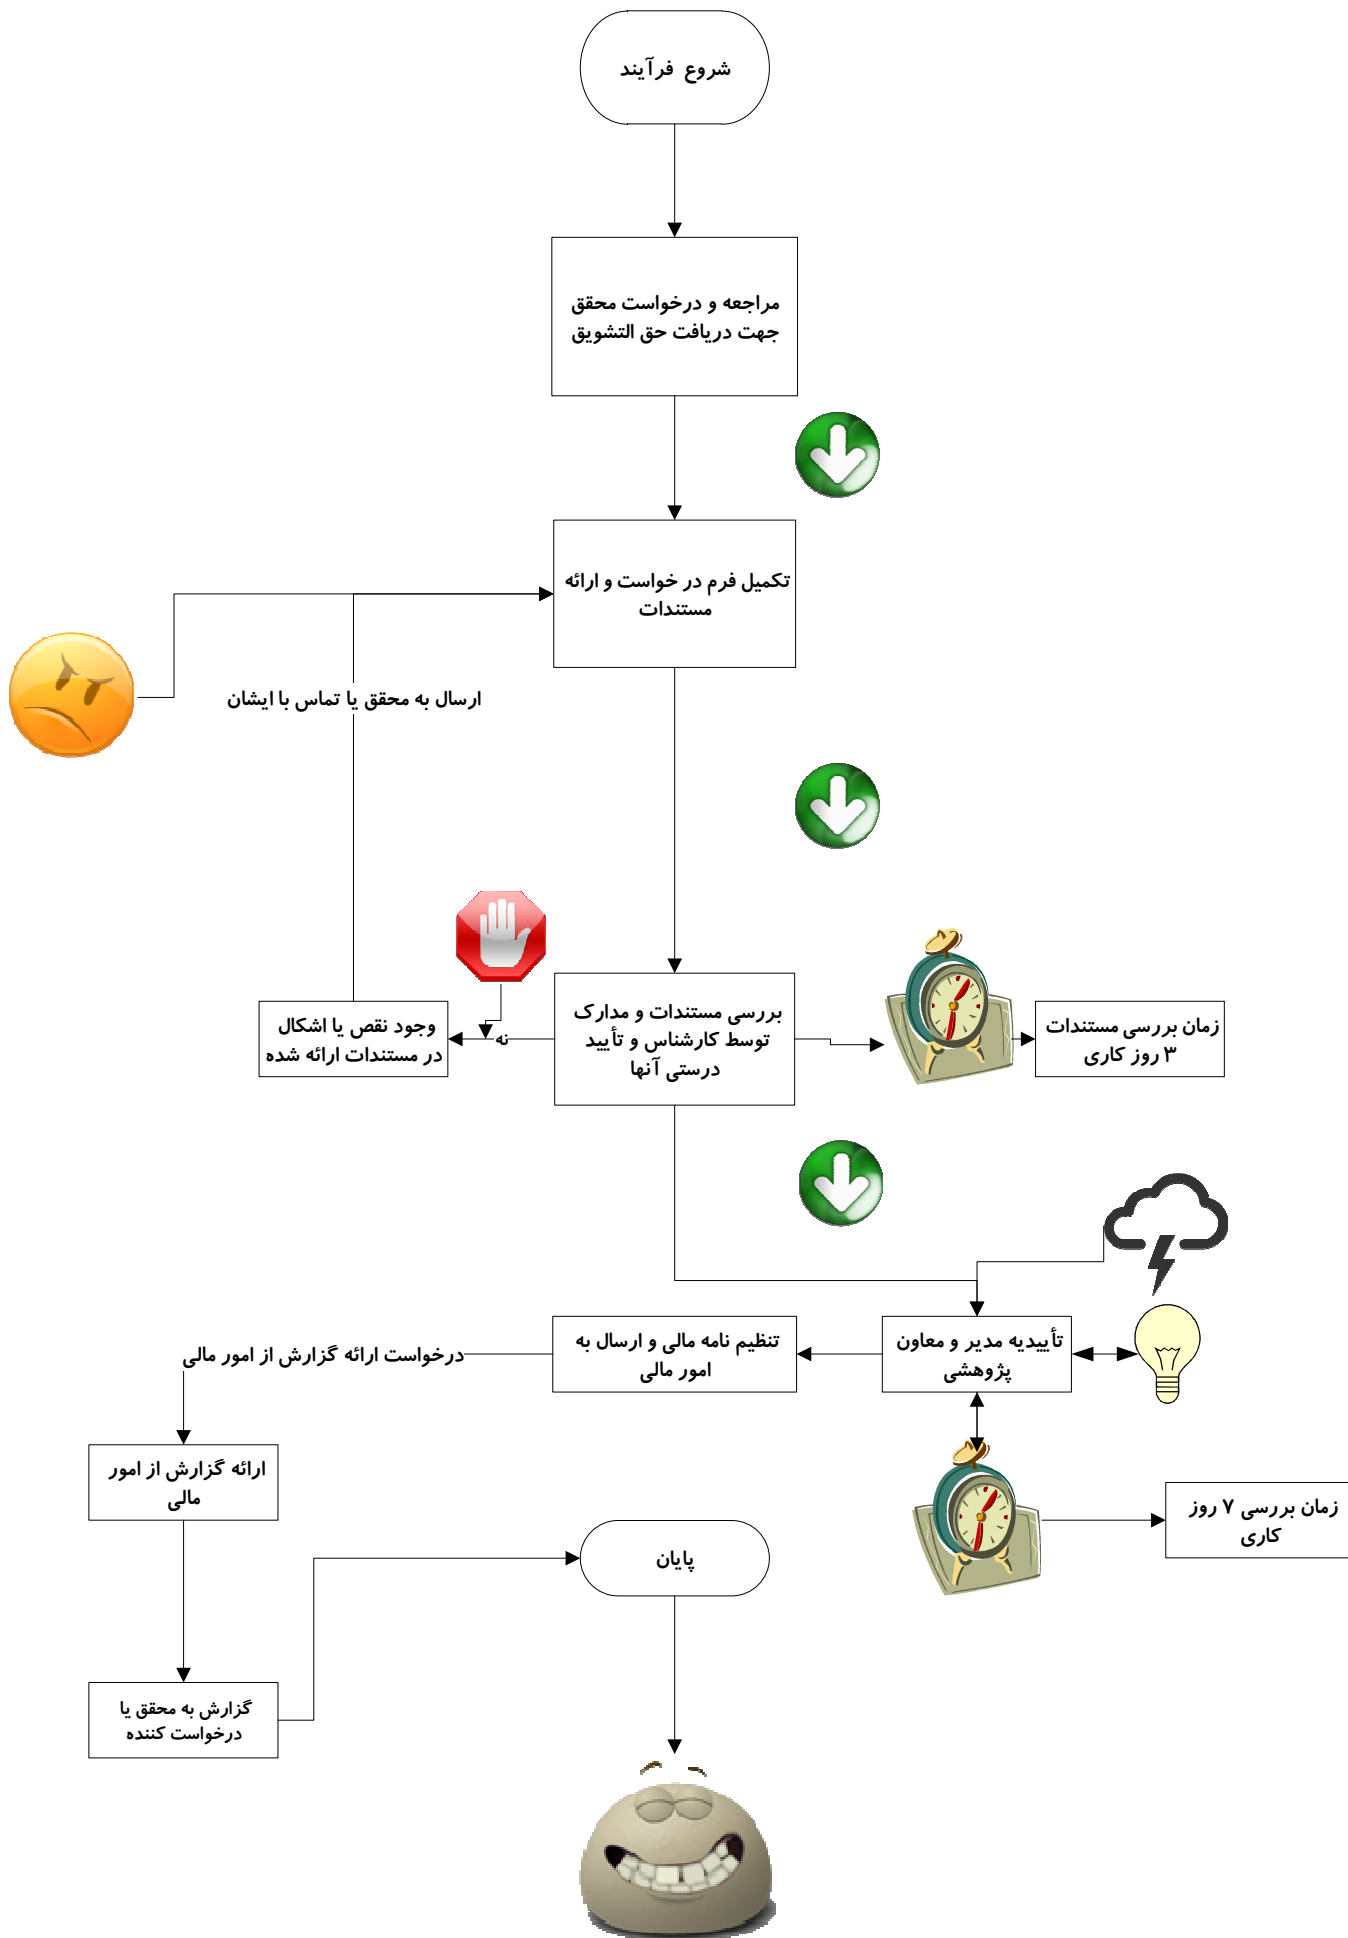 شروع فرآیند
مراجعه و درخواست محقق
جهت دریافت حق التشویق
تکمیل فرم در خواست و ارائه
مستندات
ارسال به محقق یا تماس با ایشان
بررسی مستندات و مدارک
توسط کارشناس و تأیید
درستی آنها
نه
وجود نقص یا اشکال
در مستندات ارائه شده
زمان بررسی مستندات
۳ روز کاری
تأییدیه مدیر و معاون
پژوهشی
تنظیم نامه مالی و ارسال به
امور مالی
درخواست ارائه گزارش از امور مالی
ارائه گزارش از امور
مالی
زمان بررسی ۷ روز
کاری
پایان
گزارش به محقق یا
درخواست کننده